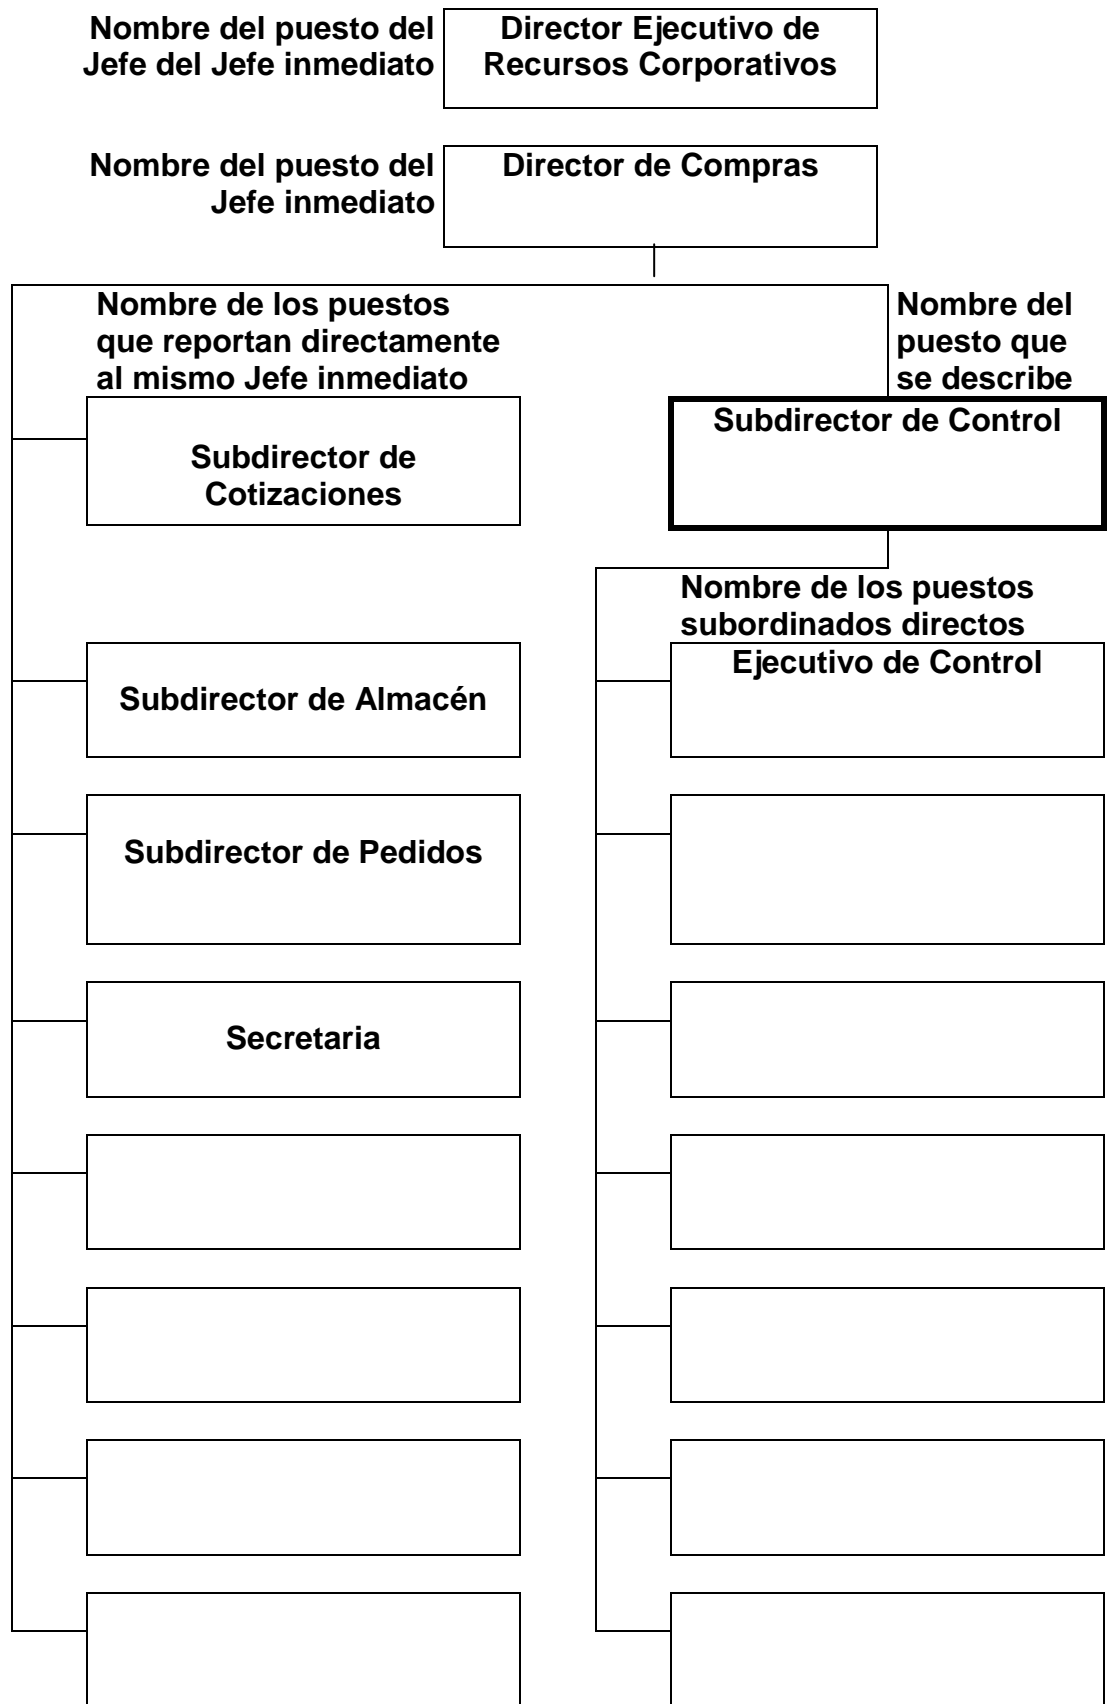 Nombre del puesto del
Jefe del Jefe inmediato
Director Ejecutivo de
Recursos Corporativos
Nombre del puesto del
Jefe inmediato
Director de Compras
Nombre de los puestos
que reportan directamente
al mismo Jefe inmediato
Nombre del
puesto que
se describe
Subdirector de
Cotizaciones
Subdirector de Control
Nombre de los puestos
subordinados directos
Subdirector de Almacén
Ejecutivo de Control
Subdirector de Pedidos
Secretaria